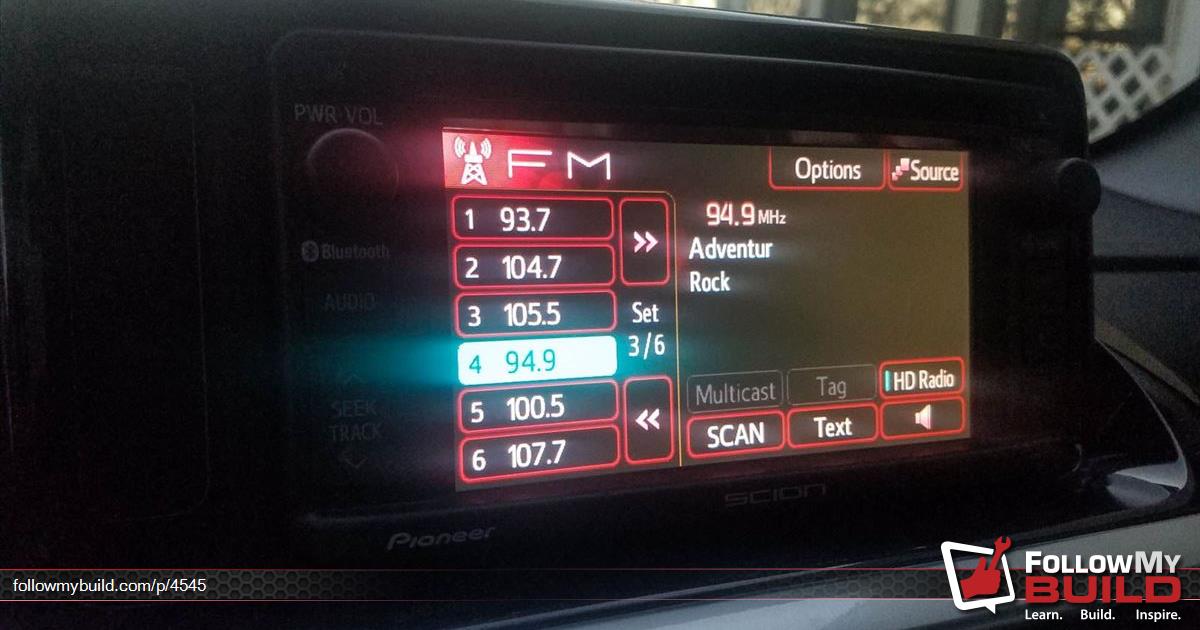 PWR VOL
FM
Options
Source
1 93.7
2 104.7
3 105.5
4 94.9
5 100.5
6 107.7
Set
3/6
94.9 MHz
Adventur
Rock
Multicast
Tag
HD Radio
SCAN
Text
Bluetooth
AUDIO
SEEK
TRACK
Pioneer
SCION
followmybuild.com/p/4545
FOLLOWMY
BUILD
Learn. Build. Inspire.